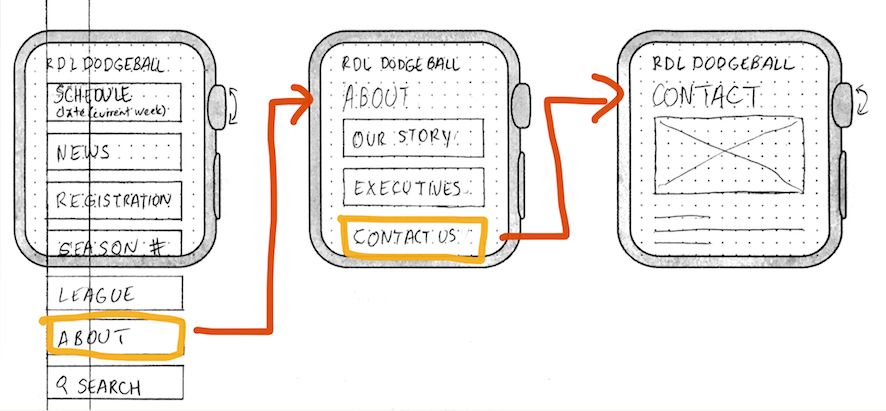 RDL DODGEBALL
SCHEDULE
date (current week)
NEWS
REGISTRATION
SEASON #
LEAGUE
ABOUT
SEARCH
RDL DODGEBALL
ABOUT
OUR STORY
EXECUTIVES
CONTACT US
RDL DODGEBALL
CONTACT